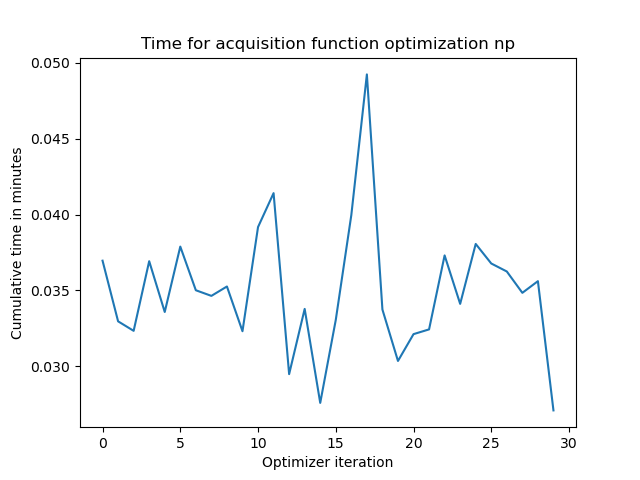 Time for acquisition function optimization np
0.050
0.045
0.040
0.035
0.030
Cumulative time in minutes
0 5 10 15 20 25 30
Optimizer iteration